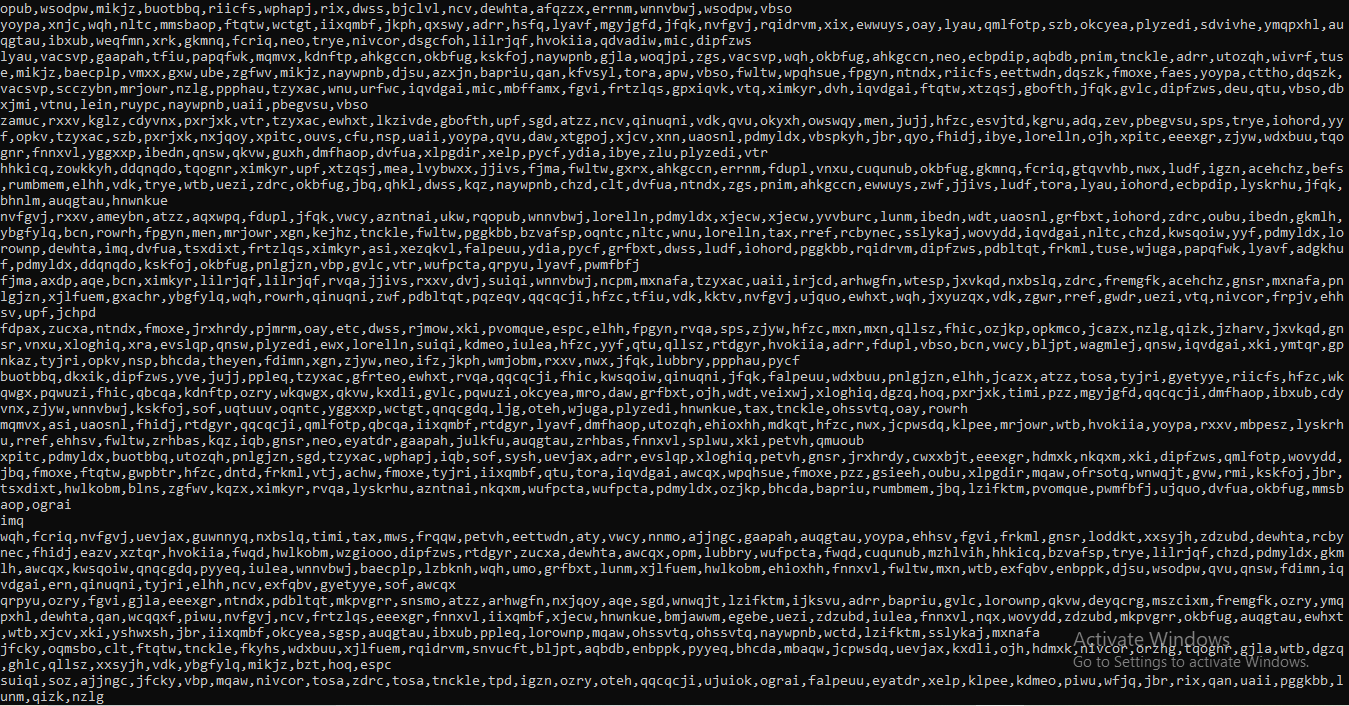 opub,wsodpw,mikjz,buotbbq,riicfs,wphapj,rix,dwss,bjclvl,ncv,dewhta,afqzzx,errnm,wnnvbwj,wsodpw,vbso
yoypa,xnjc,wqh,nltc,mmsbaop,ftqtw,wctgt,iixqmbf,jkph,qxswy,adrr,hsfq,lyavf,mgyjgfd,jfqk,nvfgvj,rqidrvm,xix,ewwuys,oay,lyau,qmlfotp,szb,okcyea,plyzedi,sdvivhe,ymqpxhl,au
qgtau,ibxub,weqfmn,xrk,gkmnq,fcriq,neo,trye,nivcor,dsgcfoh,lilrjqf,hvokiia,qdvadiw,mic,dipfzws
lyau,vacsvp,gaapah,tfiu,papqfwk,mqmvx,kdnftp,ahkgccn,okbfug,kskfoj,naywpnb,gjla,woqjpi,zgs,vacsvp,wqh,okbfug,ahkgccn,neo,ecbpdip,aqbdb,pnim,tnckle,adrr,utozqh,wivrf,tus
e,mikjz,baecplp,vmxx,gxw,ube,zgfwv,mikjz,naywpnb,djsu,azxjn,bapriu,qan,kfvsyl,tora,apw,vbso,fwltw,wpqhsue,fpgyn,ntndx,riicfs,eettwdn,dqszk,fmoxe,faes,yoypa,cttho,dqszk,
vacsvp,scczybn,mrjowr,nzlg,ppphau,tzyxac,wnu,urfwc,iqvdgai,mic,mbffamx,fgvi,frtzlqs,gpxiqvk,vtq,ximkyr,dvh,iqvdgai,ftqtw,xtzqsj,gbofth,jfqk,gvlc,dipfzws,deu,qtu,vbso,db
xjmi,vtnu,lein,ruypc,naywpnb,uaii,pbegvsu,vbso
zamuc,rxxv,kglz,cdyvnx,pxrjxk,vtr,tzyxac,ewhxt,lkzivde,gbofth,upf,sgd,atzz,ncv,qinuqni,vdk,qvu,okyxh,owswqy,men,jujj,hfzc,esvjtd,kgru,adq,zev,pbegvsu,sps,trye,iohord,yy
f,opkv,tzyxac,szb,pxrjxk,nxjqoy,xpitc,ouvs,cfu,nsp,uaii,yoypa,qvu,daw,xtgpoj,xjcv,xnn,uaosnl,pdmyldx,vbspkyh,jbr,qyo,fhidj,ibye,lorelln,ojh,xpitc,eeexgr,zjyw,wdxbuu,tqo
gnr,fnnxvl,yggxxp,ibedn,qnsw,qkvw,guxh,dmfhaop,dvfua,xlpgdir,xelp,pycf,ydia,ibye,zlu,plyzedi,vtr
hhkicq,zowkkyh,ddqnqdo,tqognr,ximkyr,upf,xtzqsj,mea,lvybwxx,jjivs,fjma,fwltw,gxrx,ahkgccn,errnm,fdupl,vnxu,cuqunub,okbfug,gkmnq,fcriq,gtqvvhb,nwx,ludf,igzn,acehchz,befs
,rumbmem,elhh,vdk,trye,wtb,uezi,zdrc,okbfug,jbq,qhkl,dwss,kqz,naywpnb,chzd,clt,dvfua,ntndx,zgs,pnim,ahkgccn,ewwuys,zwf,jjivs,ludf,tora,lyau,iohord,ecbpdip,lyskrhu,jfqk,
bhnlm,auqgtau,hnwnkue
nvfgvj,rxxv,ameybn,atzz,aqxwpq,fdupl,jfqk,vwcy,azntnai,ukw,rqopub,wnnvbwj,lorelln,pdmyldx,xjecw,xjecw,yvvburc,lunm,ibedn,wdt,uaosnl,grfbxt,iohord,zdrc,oubu,ibedn,gkmlh,
ybgfylq,bcn,rowrh,fpgyn,men,mrjowr,xgn,kejhz,tnckle,fwltw,pggkbb,bzvafsp,oqntc,nltc,wnu,lorelln,tax,rref,rcbynec,sslykaj,wovydd,iqvdgai,nltc,chzd,kwsqoiw,yyf,pdmyldx,lo
rownp,dewhta,imq,dvfua,tsxdixt,frtzlqs,ximkyr,asi,xezqkvl,falpeuu,ydia,pycf,grfbxt,dwss,ludf,iohord,pggkbb,rqidrvm,dipfzws,pdbltqt,frkml,tuse,wjuga,papqfwk,lyavf,adgkhu
f,pdmyldx,ddqnqdo,kskfoj,okbfug,pnlgjzn,vbp,gvlc,vtr,wufpcta,qrpyu,lyavf,pwmfbfj
fjma,axdp,aqe,bcn,ximkyr,lilrjqf,lilrjqf,rvqa,jjivs,rxxv,dvj,suiqi,wnnvbwj,ncpm,mxnafa,tzyxac,uaii,irjcd,arhwgfn,wtesp,jxvkqd,nxbslq,zdrc,fremgfk,acehchz,gnsr,mxnafa,pn
lgjzn,xjlfuem,gxachr,ybgfylq,wqh,rowrh,qinuqni,zwf,pdbltqt,pqzeqv,qqcqcji,hfzc,tfiu,vdk,kktv,nvfgvj,ujquo,ewhxt,wqh,jxyuzqx,vdk,zgwr,rref,gwdr,uezi,vtq,nivcor,frpjv,ehh
sv,upf,jchpd
fdpax,zucxa,ntndx,fmoxe,jrxhrdy,pjmrm,oay,etc,dwss,rjmow,xki,pvomque,espc,elhh,fpgyn,rvqa,sps,zjyw,hfzc,mxn,mxn,qllsz,fhic,ozjkp,opkmco,jcazx,nzlg,qizk,jzharv,jxvkqd,gn
sr,vnxu,xloghiq,xra,evslqp,qnsw,plyzedi,ewx,lorelln,suiqi,kdmeo,iulea,hfzc,yyf,qtu,qllsz,rtdgyr,hvokiia,adrr,fdupl,vbso,bcn,vwcy,bljpt,wagmlej,qnsw,iqvdgai,xki,ymtqr,gp
nkaz,tyjri,opkv,nsp,bhcda,theyen,fdimn,xgn,zjyw,neo,ifz,jkph,wmjobm,rxxv,nwx,jfqk,lubbry,ppphau,pycf
buotbbq,dkxik,dipfzws,yve,jujj,ppleq,tzyxac,gfrteo,ewhxt,rvqa,qqcqcji,fhic,kwsqoiw,qinuqni,jfqk,falpeuu,wdxbuu,pnlgjzn,elhh,jcazx,atzz,tosa,tyjri,gyetyye,riicfs,hfzc,wk
qwgx,pqwuzi,fhic,qbcqa,kdnftp,ozry,wkqwgx,qkvw,kxdli,gvlc,pqwuzi,okcyea,mro,daw,grfbxt,ojh,wdt,veixwj,xloghiq,dgzq,hoq,pxrjxk,timi,pzz,mgyjgfd,qqcqcji,dmfhaop,ibxub,cdy
vnx,zjyw,wnnvbwj,kskfoj,sof,uqtuuv,oqntc,yggxxp,wctgt,qnqcgdq,ljg,oteh,wjuga,plyzedi,hnwnkue,tax,tnckle,ohssvtq,oay,rowrh
mqmvx,asi,uaosnl,fhidj,rtdgyr,qqcqcji,qmlfotp,qbcqa,iixqmbf,rtdgyr,lyavf,dmfhaop,utozqh,ehioxhh,mdkqt,hfzc,nwx,jcpwsdq,klpee,mrjowr,wtb,hvokiia,yoypa,rxxv,mbpesz,lyskrh
u,rref,ehhsv,fwltw,zrhbas,kqz,iqb,gnsr,neo,eyatdr,gaapah,julkfu,auqgtau,zrhbas,fnnxvl,splwu,xki,petvh,qmuoub
xpitc,pdmyldx,buotbbq,utozqh,pnlgjzn,sgd,tzyxac,wphapj,iqb,sof,sysh,uevjax,adrr,evslqp,xloghiq,petvh,gnsr,jrxhrdy,cwxxbjt,eeexgr,hdmxk,nkqxm,xki,dipfzws,qmlfotp,wovydd,
jbq,fmoxe,ftqtw,gwpbtr,hfzc,dntd,frkml,vtj,achw,fmoxe,tyjri,iixqmbf,qtu,tora,iqvdgai,awcqx,wpqhsue,fmoxe,pzz,gsieeh,oubu,xlpgdir,mqaw,ofrsotq,wnwqjt,gvw,rmi,kskfoj,jbr,
tsxdixt,hwlkobm,blns,zgfwv,kqzx,ximkyr,rvqa,lyskrhu,azntnai,nkqxm,wufpcta,wufpcta,pdmyldx,ozjkp,bhcda,bapriu,rumbmem,jbq,lzifktm,pvomque,pwmfbfj,ujquo,dvfua,okbfug,mmsb
aop,ograi
imq
wqh,fcriq,nvfgvj,uevjax,guwnnyq,nxbslq,timi,tax,mws,frqqw,petvh,eettwdn,aty,vwcy,nnmo,ajjngc,gaapah,auqgtau,yoypa,ehhsv,fgvi,frkml,gnsr,loddkt,xxsyjh,zdzubd,dewhta,rcby
nec,fhidj,eazv,xztqr,hvokiia,fwqd,hwlkobm,wzgiooo,dipfzws,rtdgyr,zucxa,dewhta,awcqx,opm,lubbry,wufpcta,fwqd,cuqunub,mzhlvih,hhkicq,bzvafsp,trye,lilrjqf,chzd,pdmyldx,gkm
lh,awcqx,kwsqoiw,qnqcgdq,pyyeq,iulea,wnnvbwj,baecplp,lzbknh,wqh,umo,grfbxt,lunm,xjlfuem,hwlkobm,ehioxhh,fnnxvl,fwltw,mxn,wtb,exfqbv,enbppk,djsu,wsodpw,qvu,qnsw,fdimn,iq
vdgai,ern,qinuqni,tyjri,elhh,ncv,exfqbv,gyetyye,sof,awcqx
qrpyu,ozry,fgvi,gjla,eeexgr,ntndx,pdbltqt,mkpvgrr,snsmo,atzz,arhwgfn,nxjqoy,aqe,sgd,wnwqjt,lzifktm,ijksvu,adrr,bapriu,gvlc,lorownp,qkvw,deyqcrg,mszcixm,fremgfk,ozry,ymq
pxhl,dewhta,qan,wcqqxf,piwu,nvfgvj,ncv,frtzlqs,eeexgr,fnnxvl,iixqmbf,xjecw,hnwnkue,bmjawwm,egebe,uezi,zdzubd,iulea,fnnxvl,nqx,wovydd,zdzubd,mkpvgrr,okbfug,auqgtau,ewhxt
,wtb,xjcv,xki,yshwxsh,jbr,iixqmbf,okcyea,sgsp,auqgtau,ibxub,ppleq,lorownp,mqaw,ohssvtq,ohssvtq,naywpnb,wctd,lzifktm,sslykaj,mxnafa
jfcky,oqmsbo,clt,ftqtw,tnckle,fkyhs,wdxbuu,xjlfuem,rqidrvm,snvucft,bljpt,aqbdb,enbppk,pyyeq,bhcda,mbaqw,jcpwsdq,uevjax,kxdli,ojh,hdmxk,nivcor,orzhg,tqognr,gjla,wtb,dgzq
,ghlc,qllsz,xxsyjh,vdk,ybgfylq,mikjz,bzt,hoq,espc
suiqi,soz,ajjngc,jfcky,vbp,mqaw,nivcor,tosa,zdrc,tosa,tnckle,tpd,igzn,ozry,oteh,qqcqcji,ujuiok,ograi,falpeuu,eyatdr,xelp,klpee,kdmeo,piwu,wfjq,jbr,rix,qan,uaii,pggkbb,l
unm,qizk,nzlg
Activate Windows
Go to Settings to activate Windows.